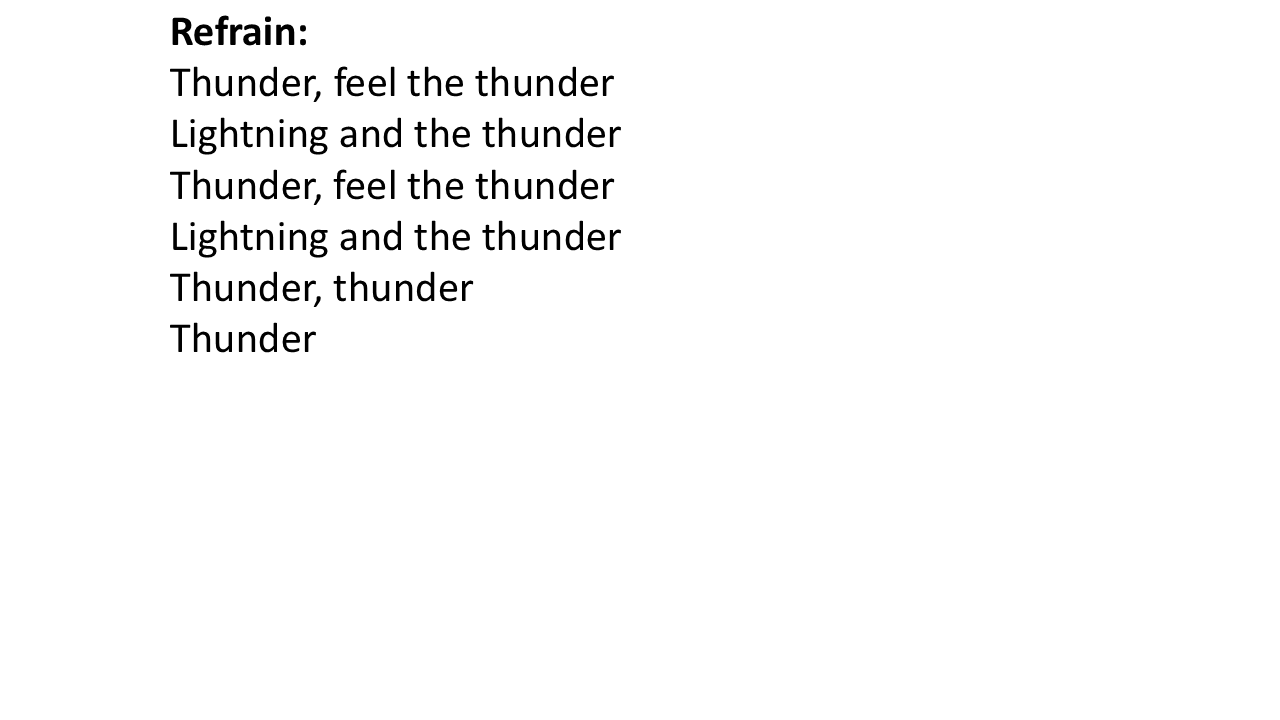 Refrain:
Thunder, feel the thunder
Lightning and the thunder
Thunder, feel the thunder
Lightning and the thunder
Thunder, thunder
Thunder